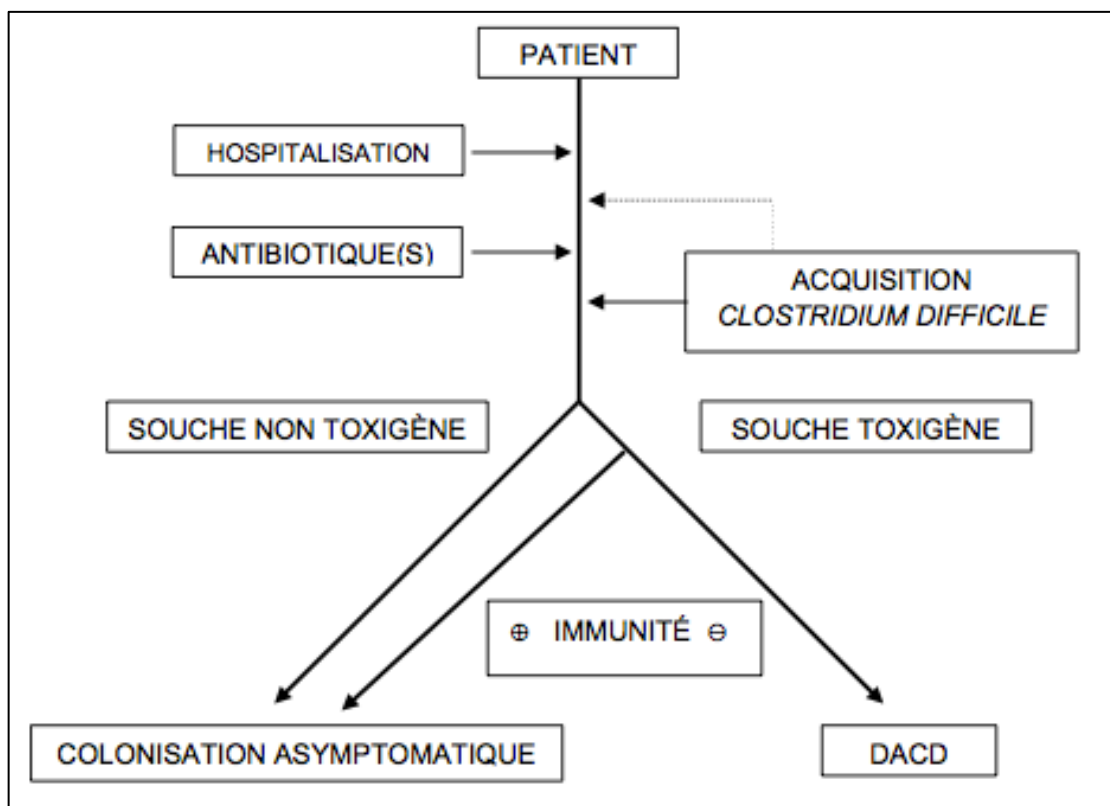 PATIENT
HOSPITALISATION
ANTIBIOTIQUE(S)
ACQUISITION
CLOSTRIDIUM DIFFICILE
SOUCHE NON TOXIGÈNE
SOUCHE TOXIGÈNE
⊕ IMMUNITÉ ⊖
COLONISATION ASYMPTOMATIQUE
DACD